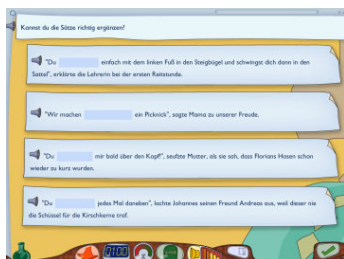 Kannst du die Sätze richtig ergänzen?
"Du einfach mit dem linken Fuß in den Steigbügel und schwingst dich dann in den
Sattel", erklärte die Lehrerin bei der ersten Reitstunde.
"Wir machen ein Picknick", sagte Mama zu unserer Freude.
"Du mir bald über den Kopf", seufzte Mutter, als sie sah, dass Florians Hosen schon
wieder zu kurz wurden.
"Du jedes Mal daneben", lachte Johannes seinen Freund Andreas aus, weil dieser nie
die Schüssel für die Kirschkerne traf.